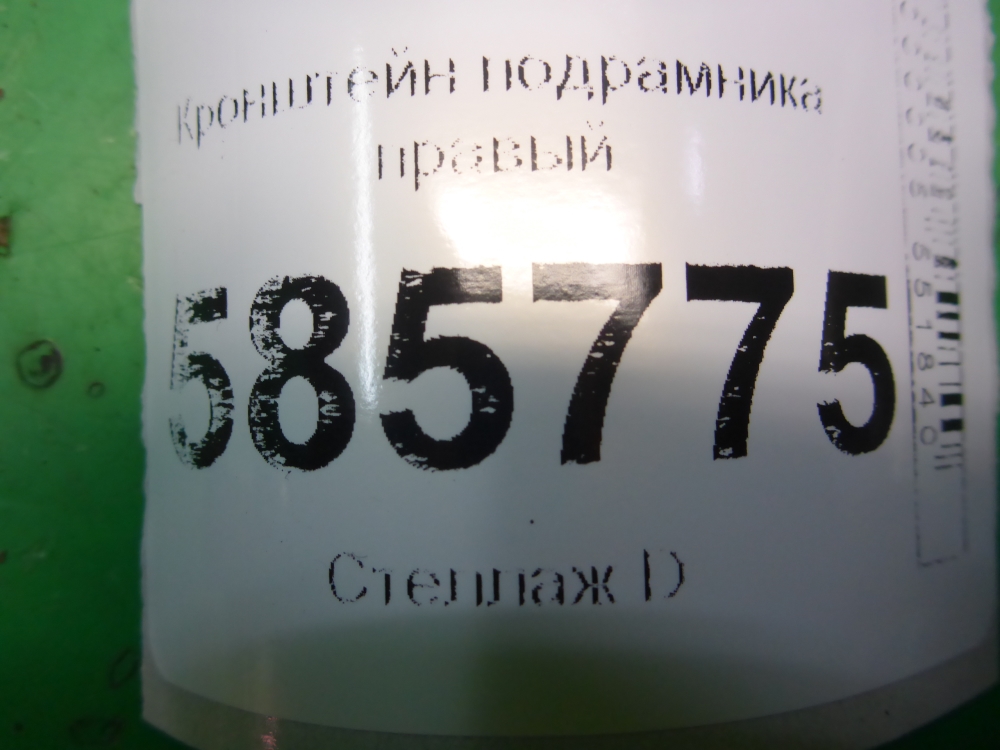 Кронштейн подрамника
правый
585775
Стеллаж D